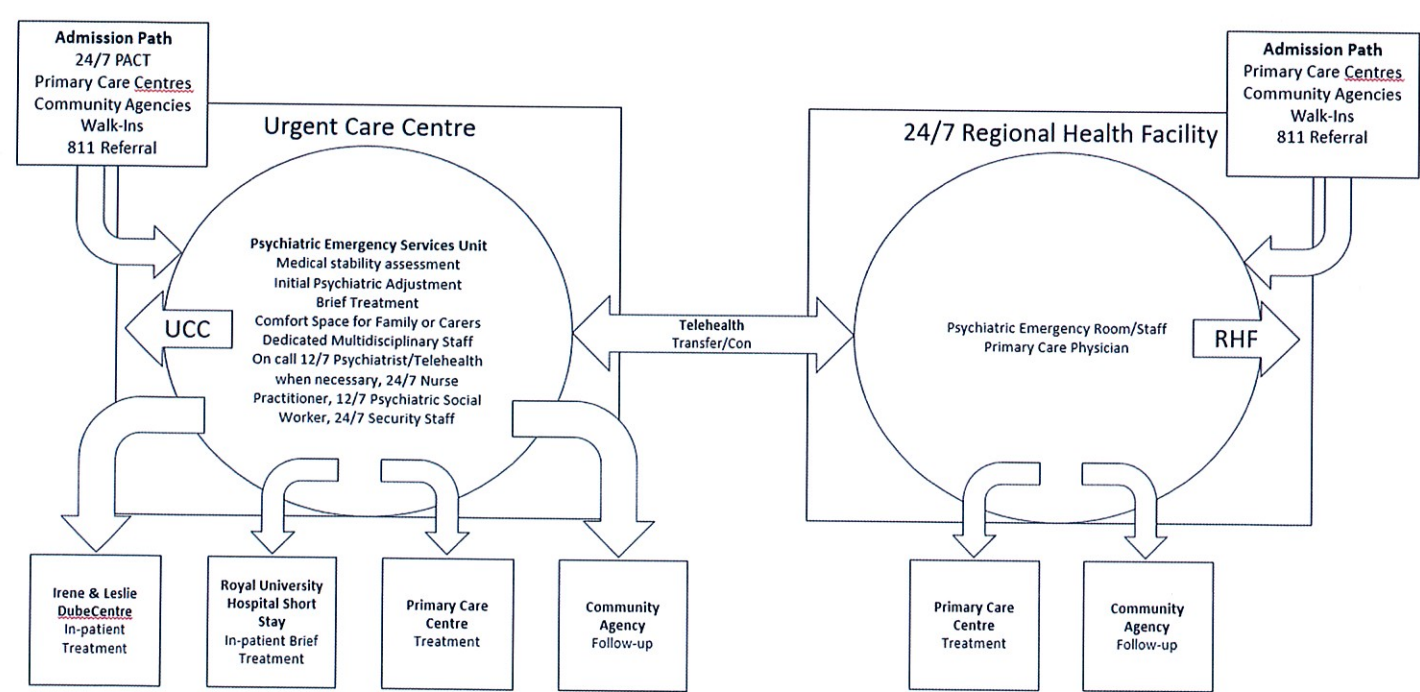 Admission Path
24/7 PACT
Primary Care Centres
Community Agencies
Walk-Ins
811 Referral
Urgent Care Centre
Psychiatric Emergency Services Unit
Medical stability assessment
Initial Psychiatric Adjustment
Brief Treatment
Comfort Space for Family or Carers
Dedicated Multidisciplinary Staff
On call 12/7 Psychiatrist/Telehealth
when necessary, 24/7 Nurse
Practitioner, 12/7 Psychiatric Social
Worker, 24/7 Security Staff
UCC
Telehealth
Transfer/Con
Irene & Leslie
DubeCentre
In-patient
Treatment
Royal University
Hospital Short
Stay
In-patient Brief
Treatment
Primary Care
Centre
Treatment
Community
Agency
Follow-up
Admission Path
Primary Care Centres
Community Agencies
Walk-Ins
811 Referral
24/7 Regional Health Facility
Psychiatric Emergency Room/Staff
Primary Care Physician
RHF
Primary Care
Centre
Treatment
Community
Agency
Follow-up